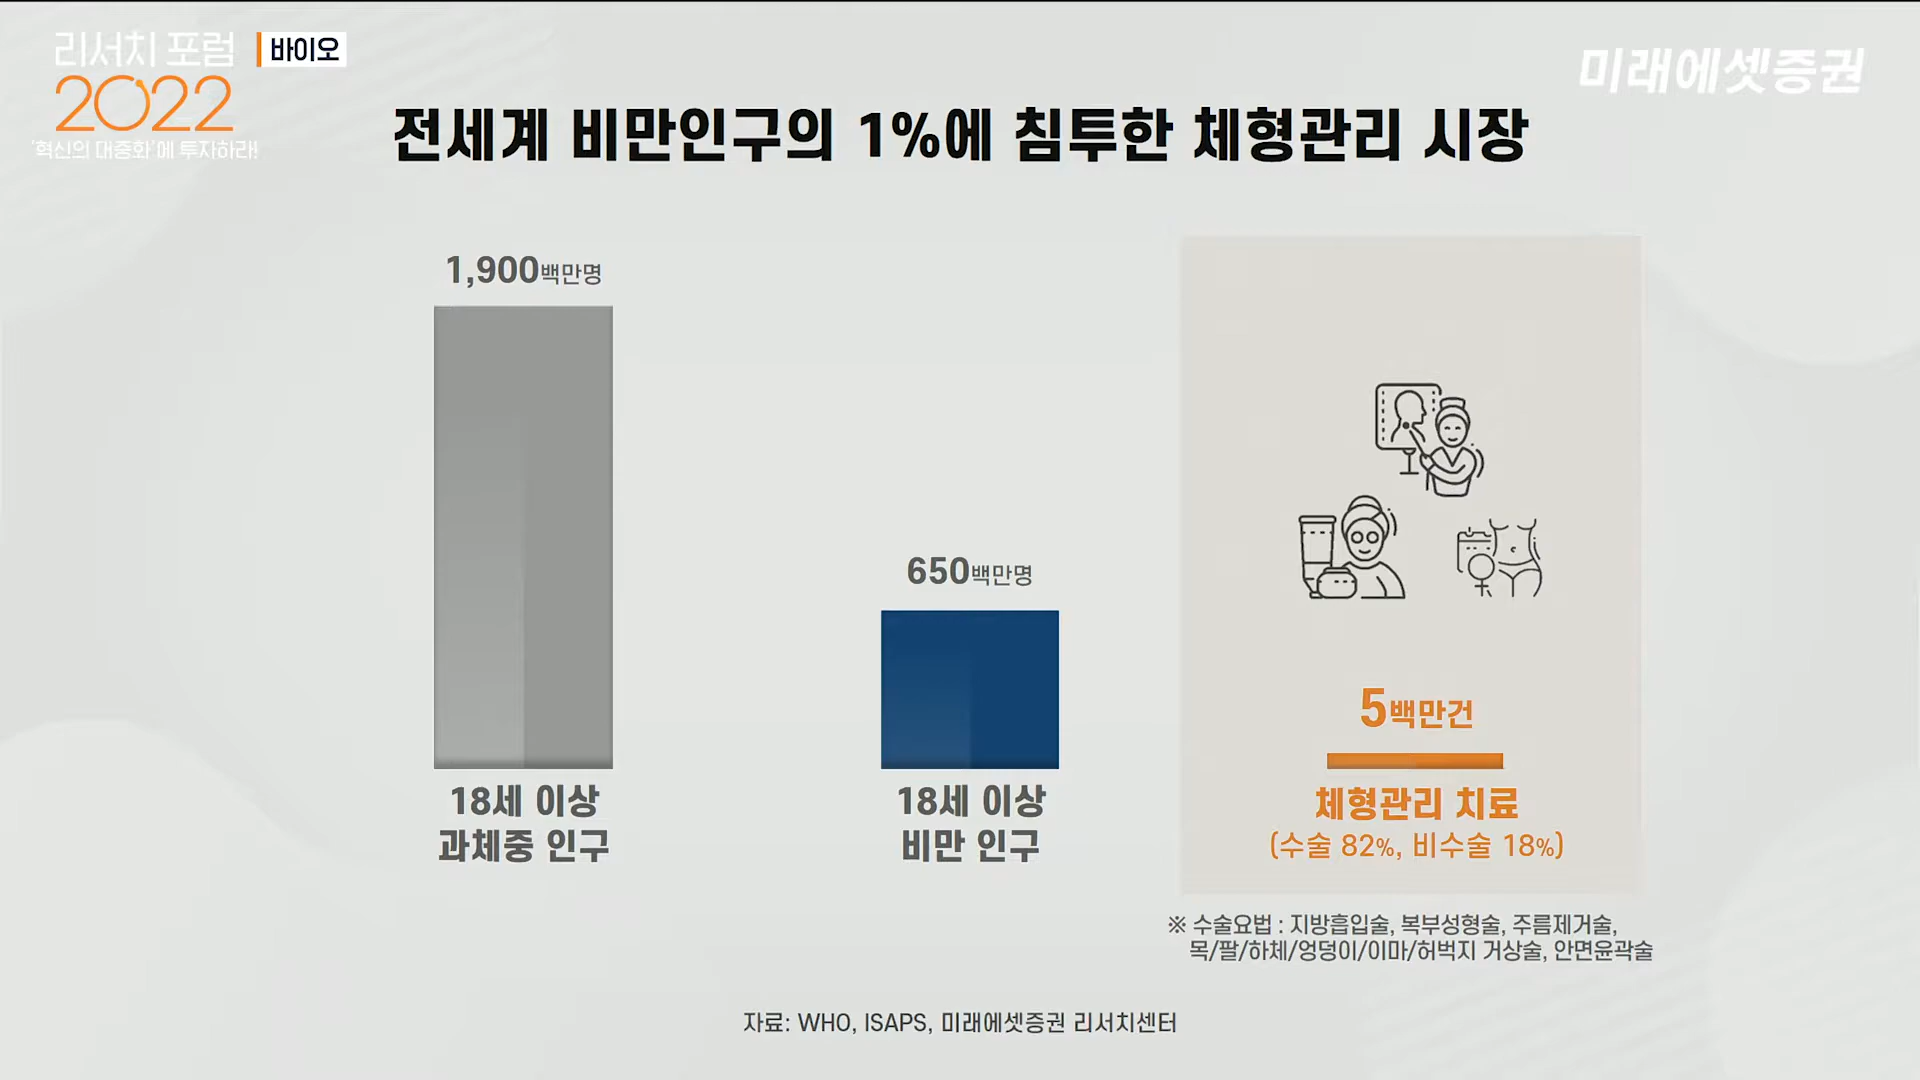 리서치 포럼
바이오
2022
'혁신의 대중화'에 투자하라!
미래에셋증권
전세계 비만인구의 1%에 침투한 체형관리 시장
1,900백만명
18세 이상
과체중 인구
650백만명
18세 이상
비만 인구
5백만건
체형관리 치료
(수술 82%, 비수술 18%)
※ 수술요법 : 지방흡입술, 복부성형술, 주름제거술,
목/팔/하체/엉덩이/이마/허벅지 거상술, 안면윤곽술
자료: WHO, ISAPS, 미래에셋증권 리서치센터